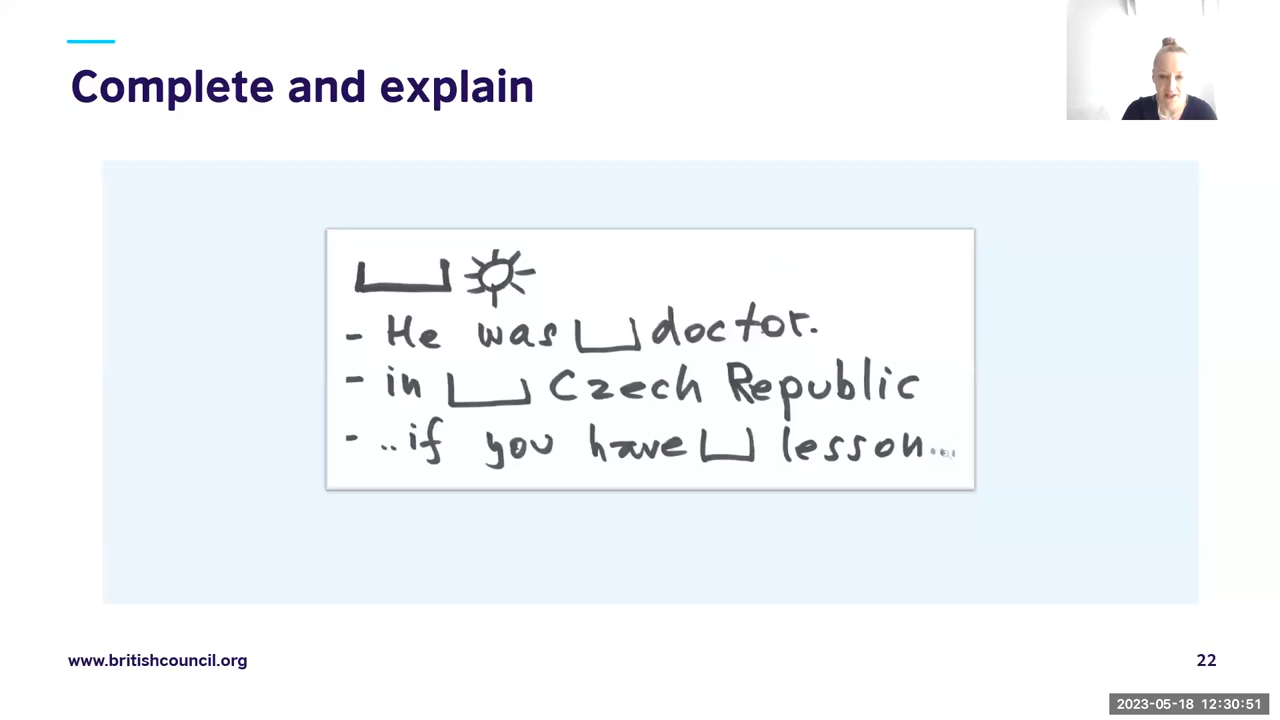 Complete and explain
- He was doctor.
- in Czech Republic
- ..if you have lesson...
www.britishcouncil.org
22
2023-05-18 12:30:51